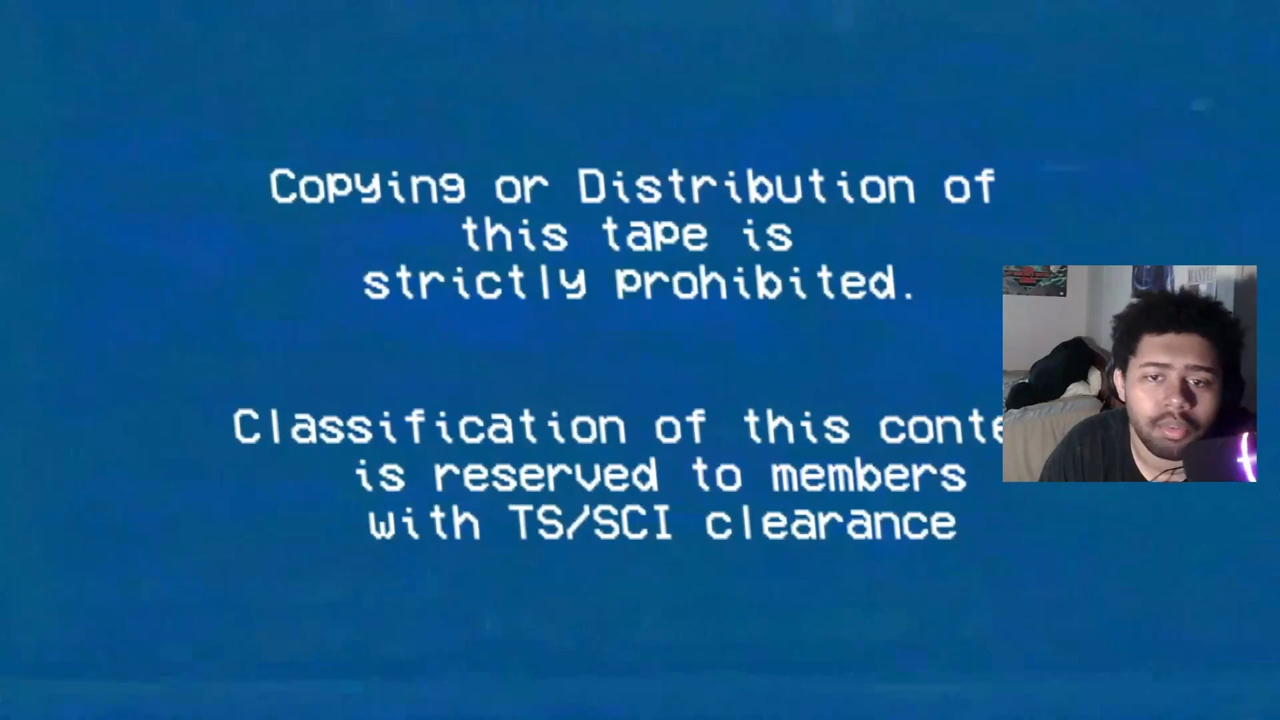 Copying or Distribution of
this tape is
strictly prohibited.
Classification of this
is reserved to members
with TS/SCI clearance